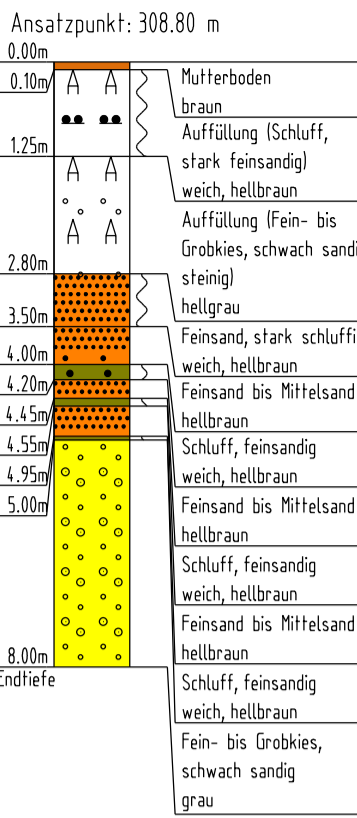 Ansatzpunkt: 308.80 m
0.00m
0.10m
1.25m
2.80m
3.50m
4.00m
4.20m
4.45m
4.55m
4.95m
5.00m
8.00m
Endtiefe
Mutterboden
braun
Auffüllung (Schluff,
stark feinsandig)
weich, hellbraun
Auffüllung (Fein- bis
Grobkies, schwach sandi
steinig)
hellgrau
Feinsand, stark schluffi
weich, hellbraun
Feinsand bis Mittelsand
hellbraun
Schluff, feinsandig
weich, hellbraun
Feinsand bis Mittelsand
hellbraun
Schluff, feinsandig
weich, hellbraun
Feinsand bis Mittelsand
hellbraun
Schluff, feinsandig
weich, hellbraun
Fein- bis Grobkies,
schwach sandig
grau